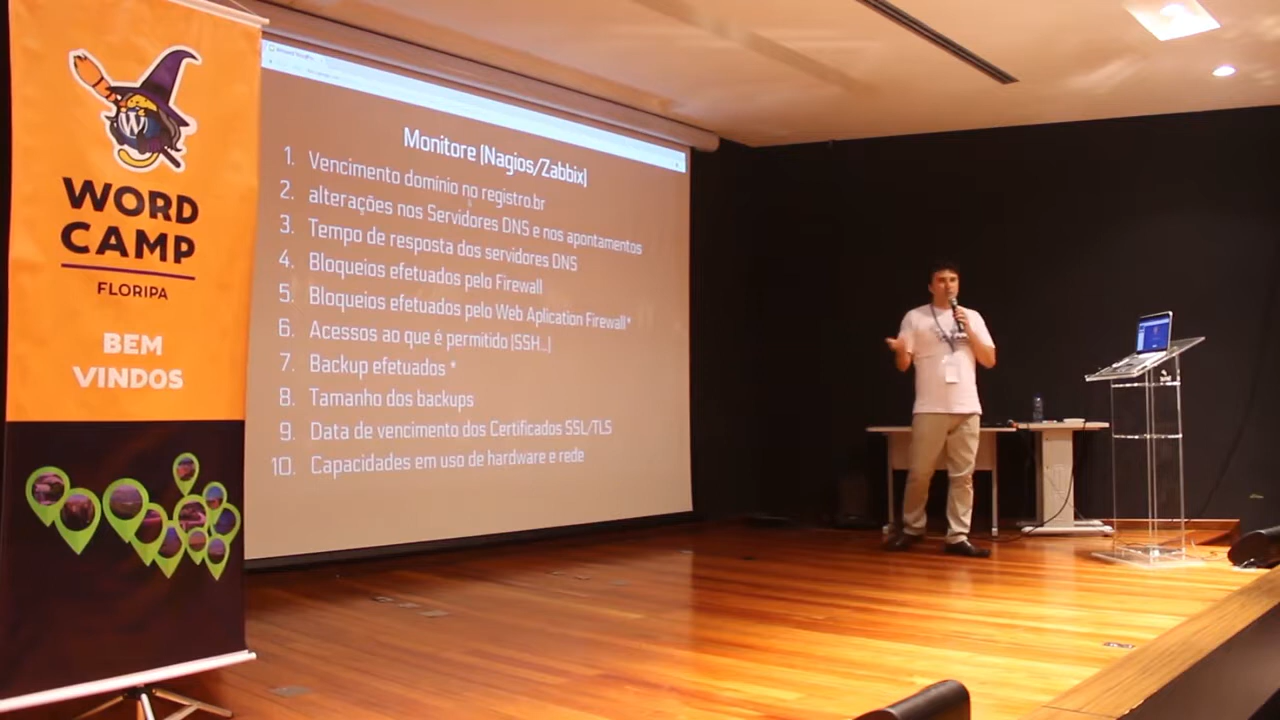 WORD
CAMP
FLORIPA
BEM
VINDOS
Monitore (Nagios/Zabbix)
1. Vencimento domínio no registro.br
2. alterações nos Servidores DNS e nos apontamentos
3. Tempo de resposta dos servidores DNS
4. Bloqueios efetuados pelo Firewall
5. Bloqueios efetuados pelo Web Aplication Firewall*
6. Acessos ao que é permitido (SSH...)
7. Backup efetuados *
8. Tamanho dos backups
9. Data de vencimento dos Certificados SSL/TLS
10. Capacidades em uso de hardware e rede